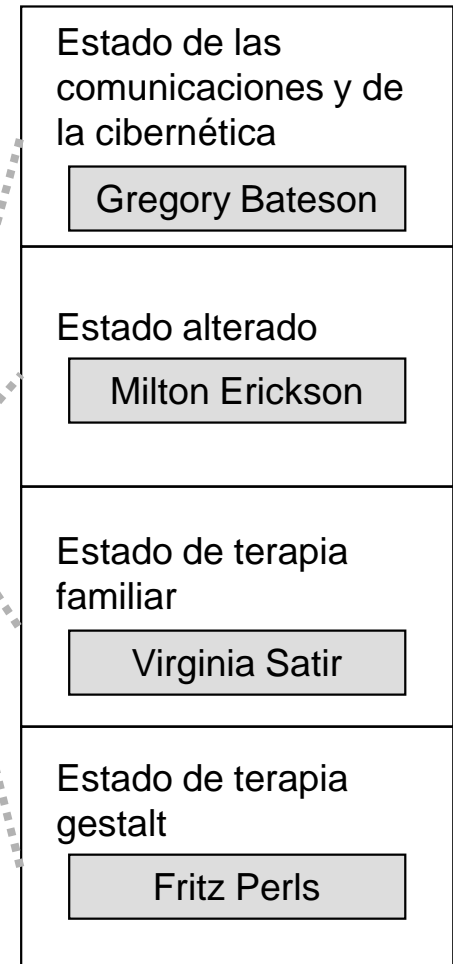 Estado de las
comunicaciones y de
la cibernética
Gregory Bateson
Estado alterado
Milton Erickson
Estado de terapia
familiar
Virginia Satir
Estado de terapia
gestalt
Fritz Perls